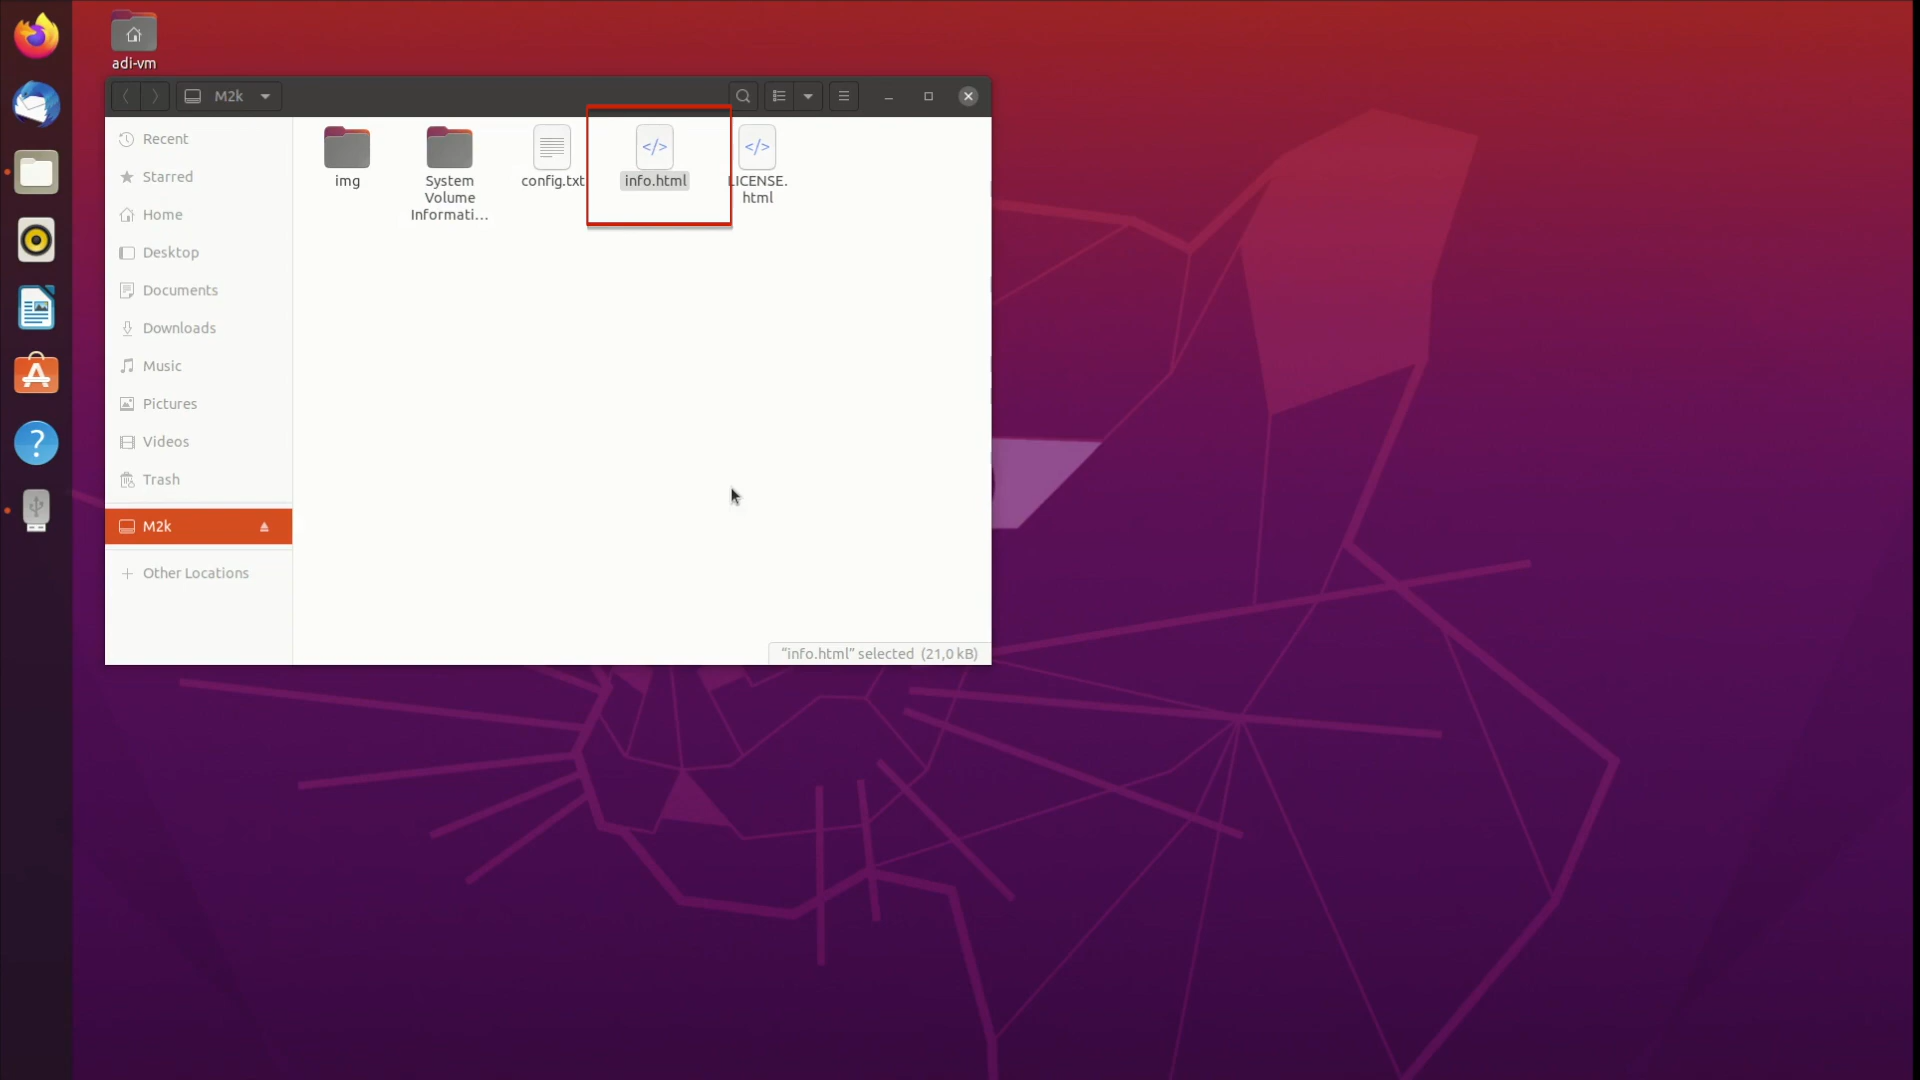 adi-vm
M2k
Recent
Starred
Home
Desktop
Documents
Downloads
Music
Pictures
Videos
Trash
M2k
Other Locations
img
System
Volume
Informati…
config.txt
</>
info.html
</>
LICENSE.
html
“info.html” selected (21,0 kB)